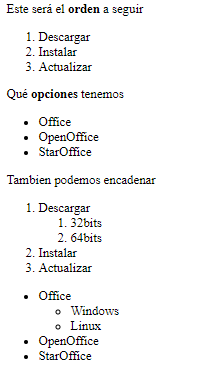 Este será el orden a seguir
1. Descargar
2. Instalar
3. Actualizar
Qué opciones tenemos
• Office
• OpenOffice
• StarOffice
Tambien podemos encadenar
1. Descargar
1. 32bits
2. 64bits
2. Instalar
3. Actualizar
• Office
◦ Windows
◦ Linux
• OpenOffice
• StarOffice